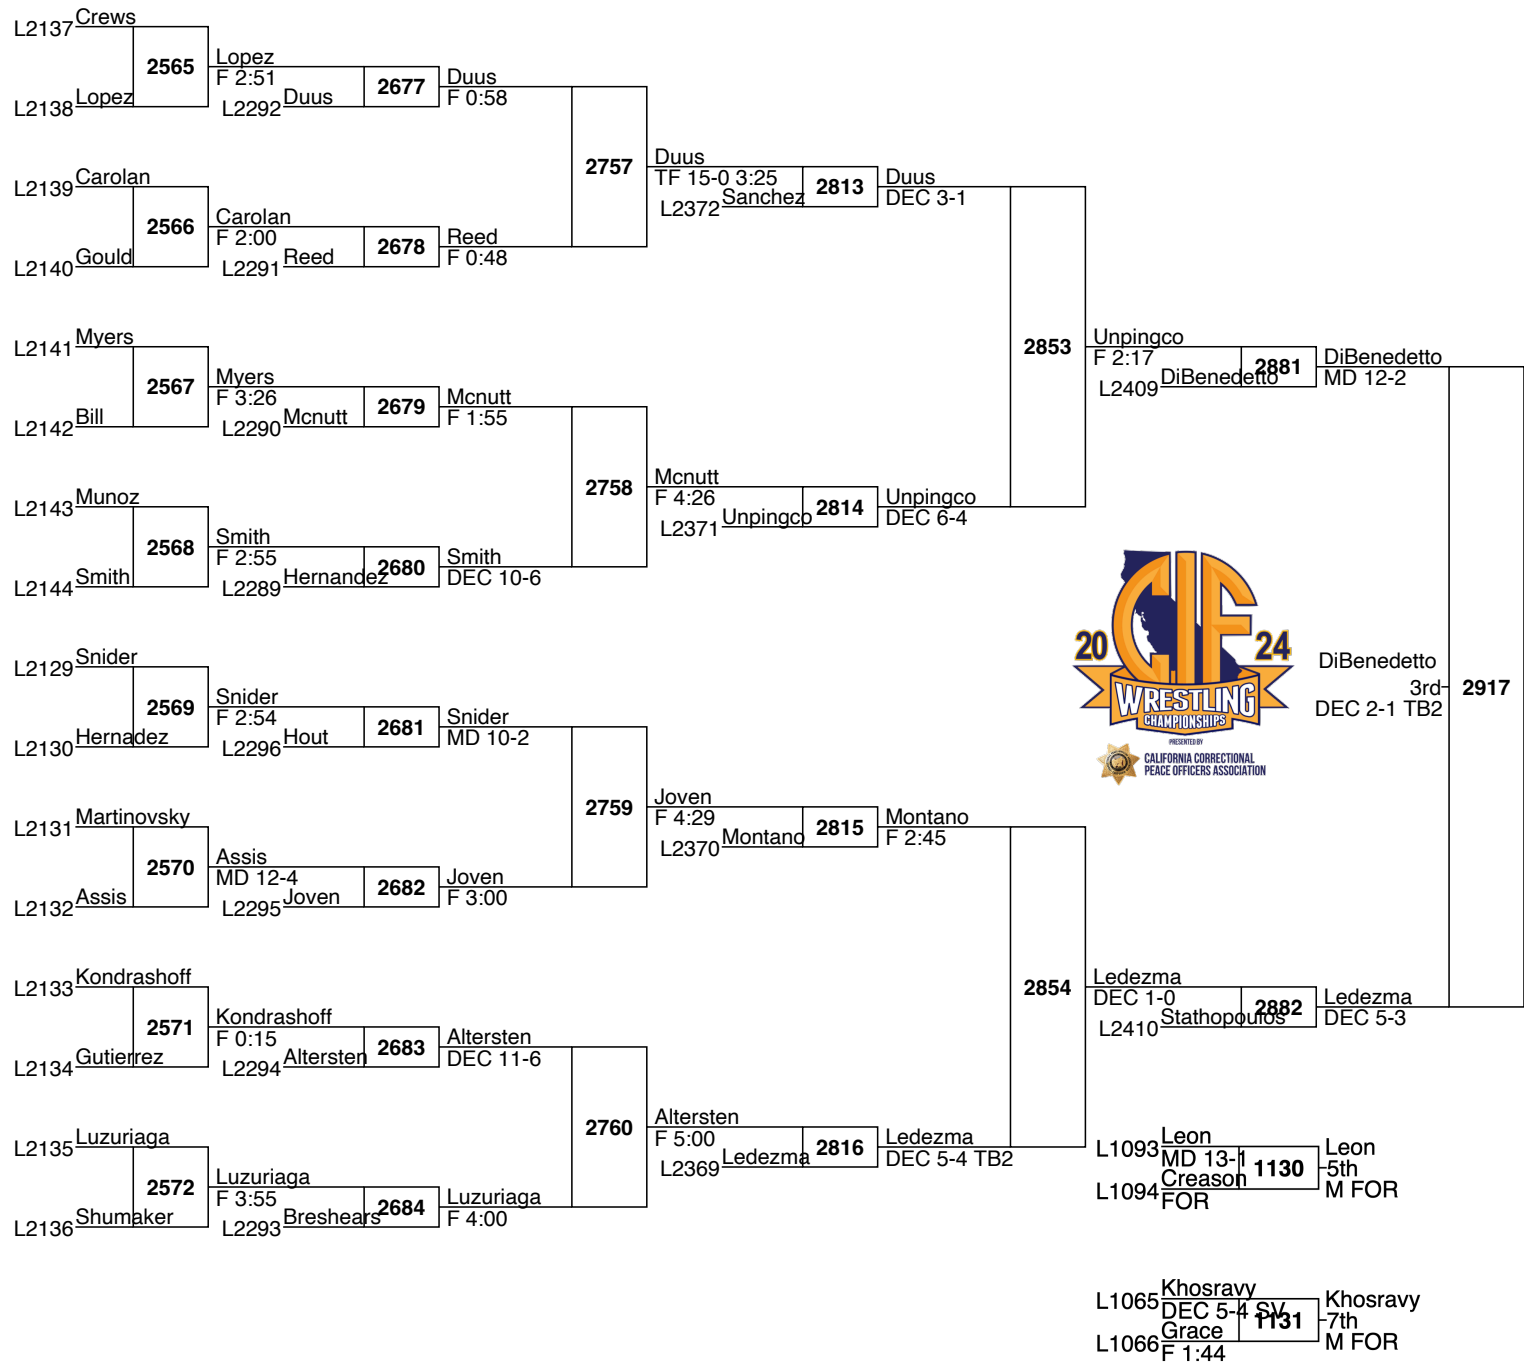 Crews
L2137
2565
Lopez
L2138
Lopez
F 2:51
L2292
Duus
2677
Duus
F 0:58
Carolan
L2139
2566
Gould
L2140
Carolan
F 2:00
L2291
Reed
2678
Reed
F 0:48
2757
Duus
TF 15-0 3:25
L2372
Sanchez
2813
Duus
DEC 3-1
Myers
L2141
2567
Bill
L2142
Myers
F 3:26
L2290
Mcnutt
2679
Mcnutt
F 1:55
Munoz
L2143
2568
Smith
L2144
Smith
F 2:55
L2289
Hernandez
2680
Smith
DEC 10-6
2758
Mcnutt
F 4:26
L2371
Unpingco
2814
Unpingco
DEC 6-4
2853
Unpingco
F 2:17
L2409
DiBenedetto
2881
DiBenedetto
MD 12-2
Snider
L2129
2569
Hernadez
L2130
Snider
F 2:54
L2296
Hout
2681
Snider
MD 10-2
Martinovsky
L2131
2570
Assis
L2132
Assis
MD 12-4
L2295
Joven
2682
Joven
F 3:00
2759
Joven
F 4:29
L2370
Montano
2815
Montano
F 2:45
Kondrashoff
L2133
2571
Gutierrez
L2134
Kondrashoff
F 0:15
L2294
Altersten
2683
Altersten
DEC 11-6
Luzuriaga
L2135
2572
Shumaker
L2136
Luzuriaga
F 3:55
L2293
Breshears
2684
Luzuriaga
F 4:00
2760
Altersten
F 5:00
L2369
Ledezma
2816
Ledezma
DEC 5-4 TB2
2854
Ledezma
DEC 1-0
L2410
Stathopoulos
2882
Ledezma
DEC 5-3
20 CIF 24
WRESTLING
CHAMPIONSHIPS
PRESENTED BY
CALIFORNIA CORRECTIONAL
PEACE OFFICERS ASSOCIATION
DiBenedetto
3rd
DEC 2-1 TB2
2917
L1093
Leon
MD 13-1
L1094
Creason
FOR
1130
Leon
5th
M FOR
L1065
Khosravy
DEC 5-4 SV
L1066
Grace
F 1:44
1131
Khosravy
7th
M FOR